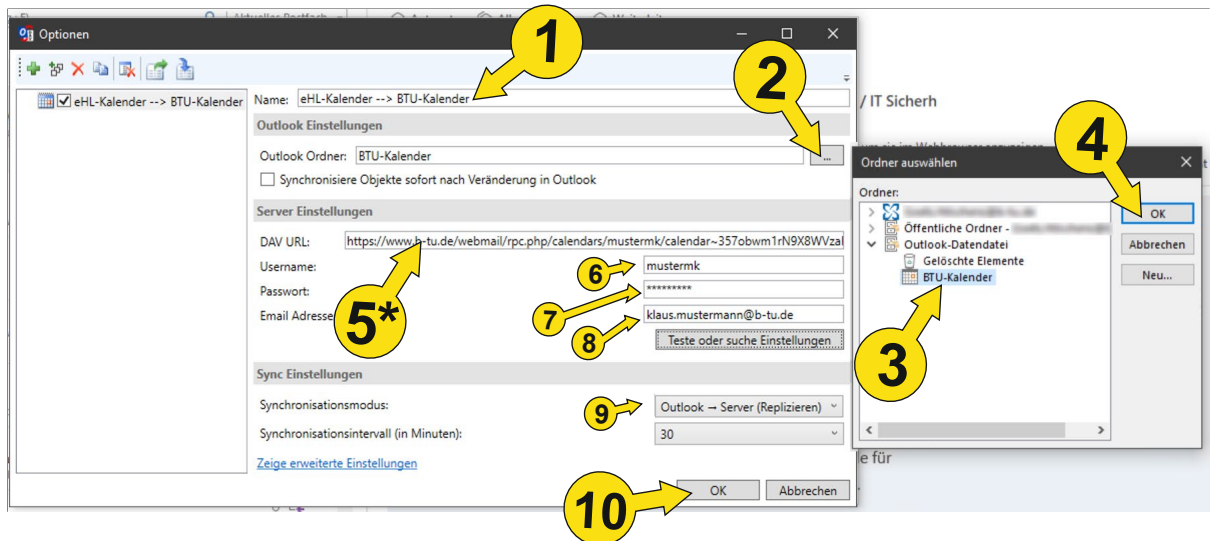 Optionen
1
2
eHL-Kalender --> BTU-Kalender
Name: eHL-Kalender --> BTU-Kalender
Outlook Einstellungen
Outlook Ordner: BTU-Kalender ...
Synchronisiere Objekte sofort nach Veränderung in Outlook
Server Einstellungen
DAV URL: https://www.b-tu.de/webmail/rpc.php/calendars/mustermk/calendar~357obwm1rN9X8WVzal
Username: 6 mustermk
Passwort: 7 *********
Email Adresse 5* 8 klaus.mustermann@b-tu.de
Teste oder suche Einstellungen
Sync Einstellungen
Synchronisationsmodus: 9 Outlook → Server (Replizieren)
Synchronisationsintervall (in Minuten): 30
Zeige erweiterte Einstellungen
10 OK Abbrechen
/ IT Sicherh
4
Ordner auswählen
Ordner:
OK
Öffentliche Ordner -
Abbrechen
Outlook-Datendatei
Gelöschte Elemente
Neu...
BTU-Kalender
3
e für